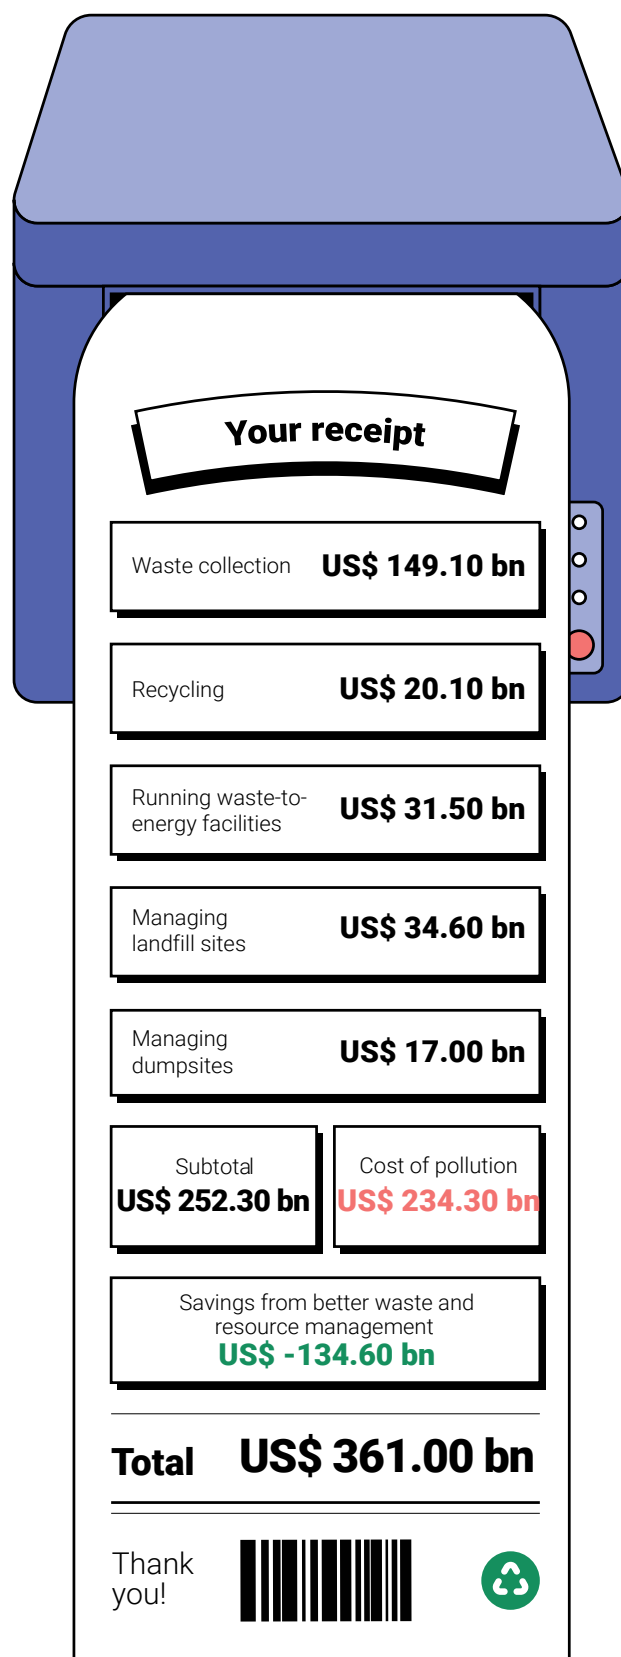 Your receipt
Waste collection US$ 149.10 bn
Recycling US$ 20.10 bn
Running waste-to-
energy facilities
US$ 31.50 bn
Managing
landfill sites
US$ 34.60 bn
Managing
dumpsites
US$ 17.00 bn
Subtotal
US$ 252.30 bn
Cost of pollution
US$ 234.30 bn
Savings from better waste and
resource management
US$ -134.60 bn
Total US$ 361.00 bn
Thank
you!